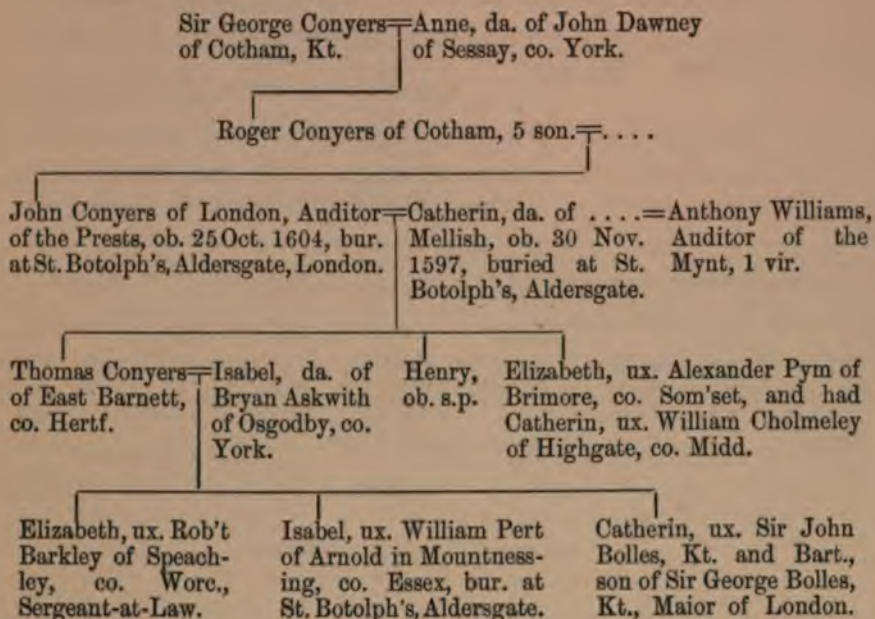 Sir George Conyers=Anne, da. of John Dawney
of Cotham, Kt. of Sessay, co. York.
Roger Conyers of Cotham, 5 son.=. . . .
John Conyers of London, Auditor
of the Prests, ob. 25 Oct. 1604, bur.
at St. Botolph's, Aldersgate, London.
=Catherin, da. of . . . .
Mellish, ob. 30 Nov.
1597, buried at St.
Botolph's, Aldersgate.
=Anthony Williams,
Auditor of the
Mynt, 1 vir.
Thomas Conyers
of East Barnett,
co. Hertf.
=Isabel, da. of
Bryan Askwith
of Osgodby, co.
York.
Henry,
ob. s.p.
Elizabeth, ux. Alexander Pym of
Brimore, co. Som'set, and had
Catherin, ux. William Cholmeley
of Highgate, co. Midd.
Elizabeth, ux. Rob't
Barkley of Speach-
ley, co. Worc.,
Sergeant-at-Law.
Isabel, ux. William Pert
of Arnold in Mountness-
ing, co. Essex, bur. at
St. Botolph's, Aldersgate.
Catherin, ux. Sir John
Bolles, Kt. and Bart.,
son of Sir George Bolles,
Kt., Maior of London.